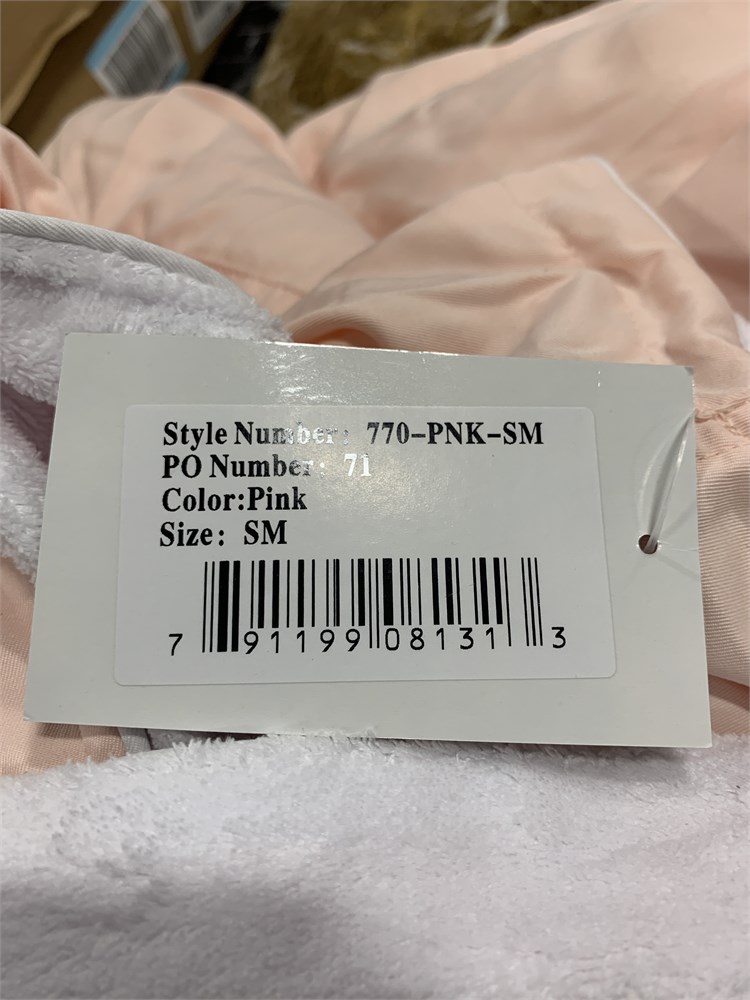 Style Number: 770-PNK-SM
PO Number: 71
Color:Pink
Size: SM
7 91199 08131 3